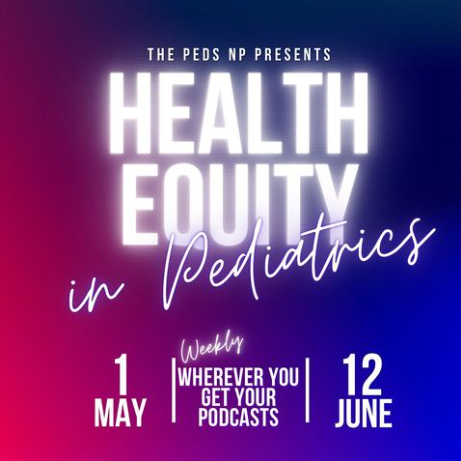 THE PEDS NP PRESENTS
HEALTH
EQUITY
in Pediatrics
1
MAY
Weekly
WHEREVER YOU
GET YOUR
PODCASTS
12
JUNE